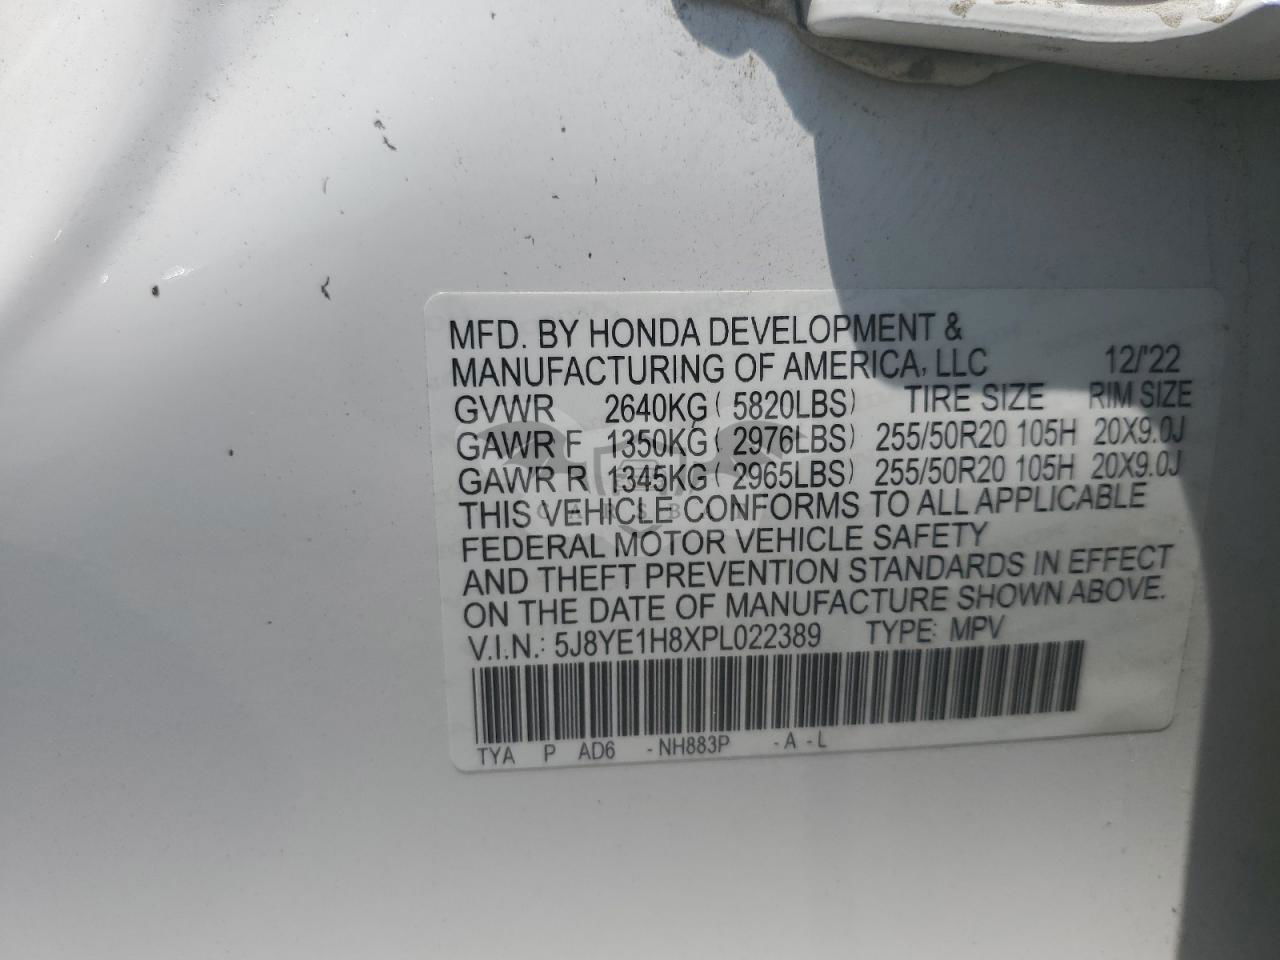 MFD. BY HONDA DEVELOPMENT &
MANUFACTURING OF AMERICA, LLC 12/'22
GVWR 2640KG ( 5820LBS) TIRE SIZE RIM SIZE
GAWR F 1350KG ( 2976LBS) 255/50R20 105H 20X9.0J
GAWR R 1345KG ( 2965LBS) 255/50R20 105H 20X9.0J
THIS VEHICLE CONFORMS TO ALL APPLICABLE
FEDERAL MOTOR VEHICLE SAFETY
AND THEFT PREVENTION STANDARDS IN EFFECT
ON THE DATE OF MANUFACTURE SHOWN ABOVE.
V.I.N.: 5J8YE1H8XPL022389 TYPE: MPV
TYA P AD6 -NH883P -A -L